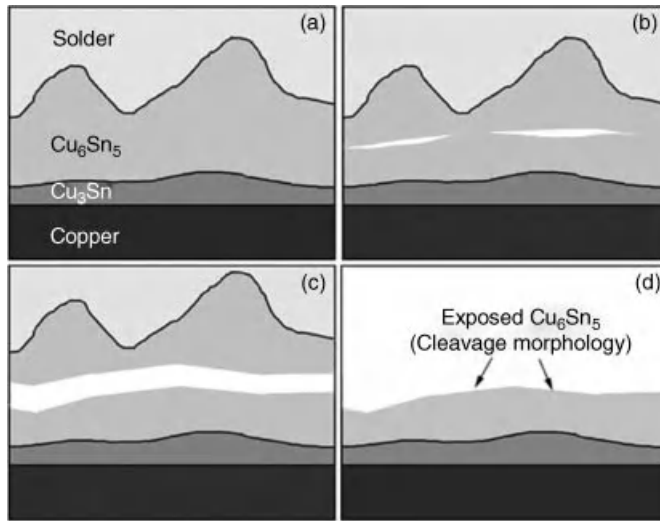 (a)
Solder
Cu₆Sn₅
Cu₃Sn
Copper
(b)
(c)
(d)
Exposed Cu₆Sn₅
(Cleavage morphology)